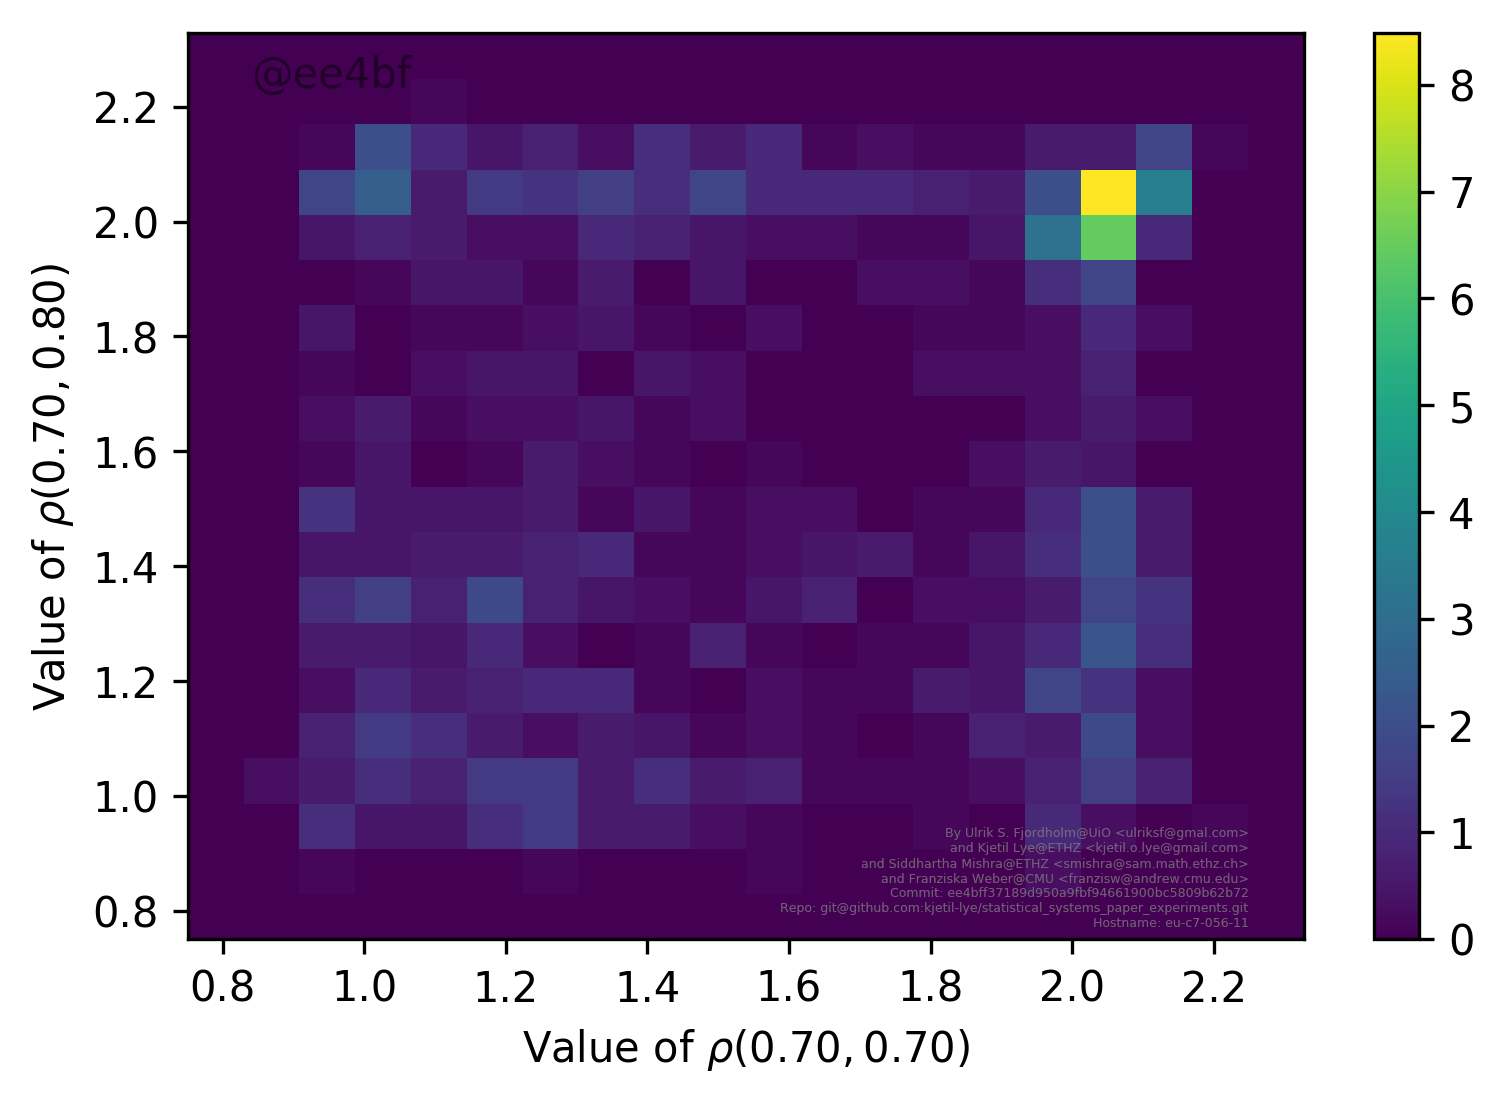 @ee4bf
2.2
2.0
1.8
1.6
1.4
1.2
1.0
0.8
Value of ρ(0.70, 0.80)
0.8 1.0 1.2 1.4 1.6 1.8 2.0 2.2
Value of ρ(0.70, 0.70)
8
7
6
5
4
3
2
1
0
By Ulrik S. Fjordholm@UiO <ulriksf@gmal.com>
and Kjetil Lye@ETHZ <kjetil.o.lye@gmail.com>
and Siddhartha Mishra@ETHZ <smishra@sam.math.ethz.ch>
and Franziska Weber@CMU <franzisw@andrew.cmu.edu>
Commit: ee4bff37189d950a9fbf94661900bc5809b62b72
Repo: git@github.com:kjetil-lye/statistical_systems_paper_experiments.git
Hostname: eu-c7-056-11